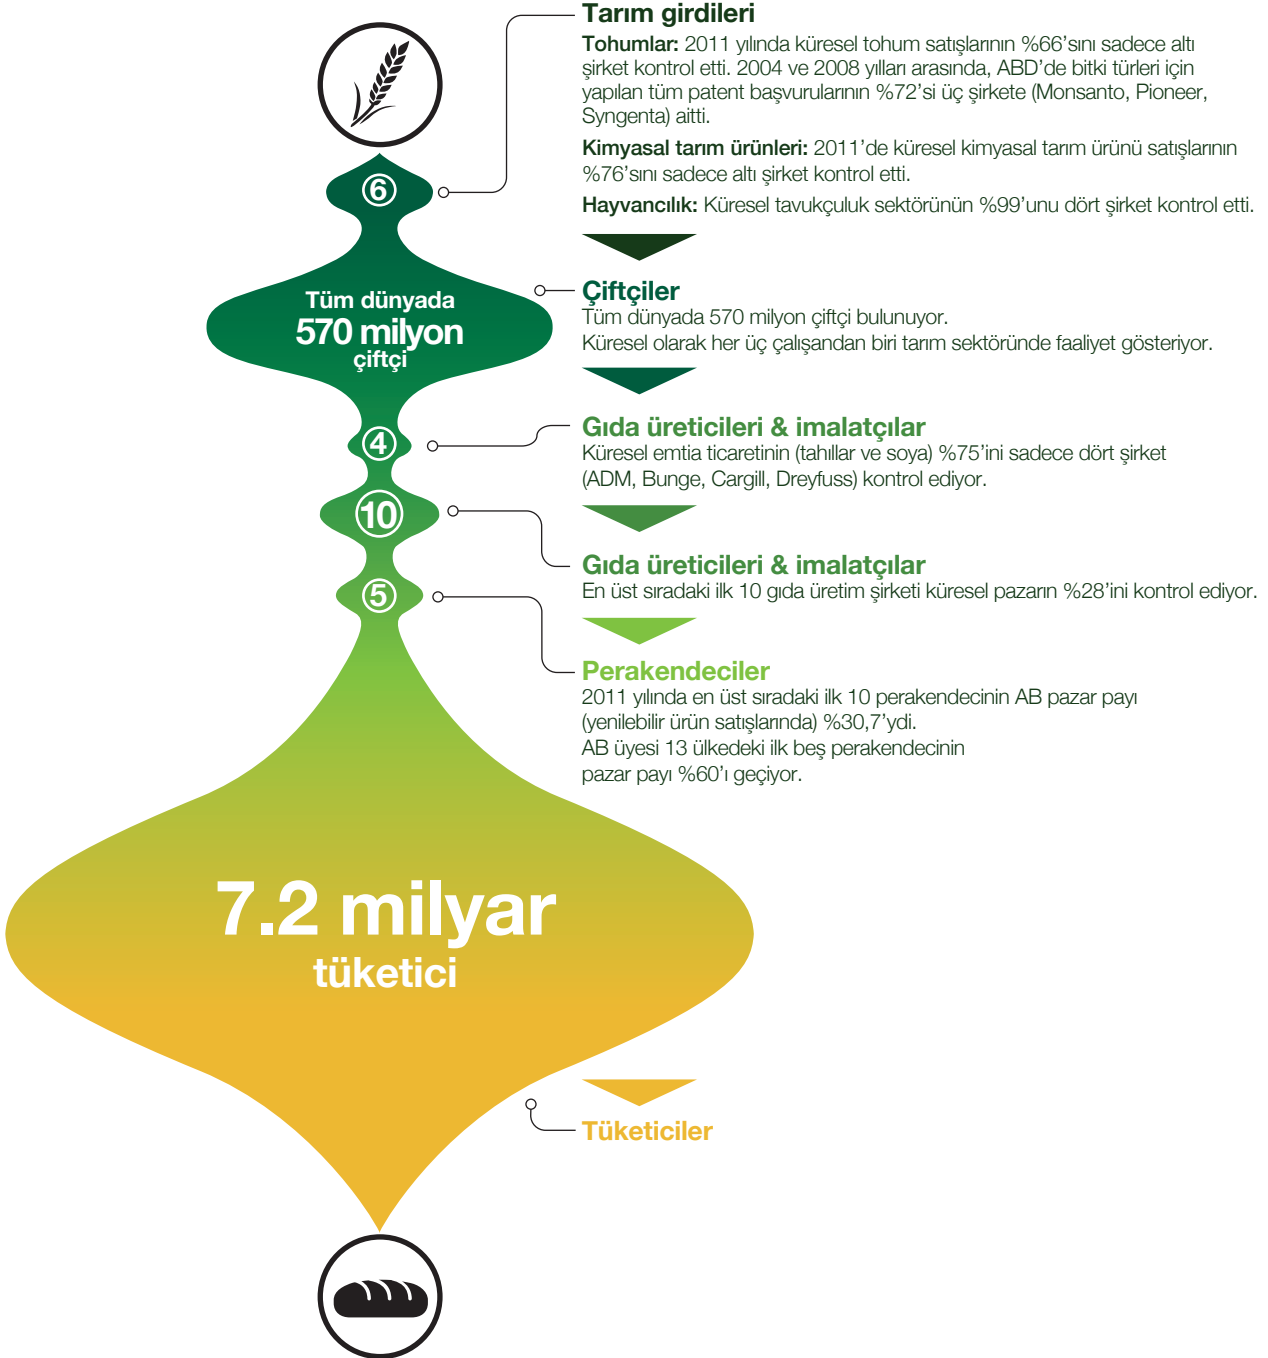 Tarım girdileri
Tohumlar: 2011 yılında küresel tohum satışlarının %66’sını sadece altı
şirket kontrol etti. 2004 ve 2008 yılları arasında, ABD’de bitki türleri için
yapılan tüm patent başvurularının %72’si üç şirkete (Monsanto, Pioneer,
Syngenta) aitti.
Kimyasal tarım ürünleri: 2011’de küresel kimyasal tarım ürünü satışlarının
%76’sını sadece altı şirket kontrol etti.
Hayvancılık: Küresel tavukçuluk sektörünün %99’unu dört şirket kontrol etti.
6
Çiftçiler
Tüm dünyada 570 milyon çiftçi bulunuyor.
Küresel olarak her üç çalışandan biri tarım sektöründe faaliyet gösteriyor.
Tüm dünyada
570 milyon
çiftçi
Gıda üreticileri & imalatçılar
Küresel emtia ticaretinin (tahıllar ve soya) %75’ini sadece dört şirket
(ADM, Bunge, Cargill, Dreyfuss) kontrol ediyor.
4
10
Gıda üreticileri & imalatçılar
En üst sıradaki ilk 10 gıda üretim şirketi küresel pazarın %28’ini kontrol ediyor.
5
Perakendeciler
2011 yılında en üst sıradaki ilk 10 perakendecinin AB pazar payı
(yenilebilir ürün satışlarında) %30,7’ydi.
AB üyesi 13 ülkedeki ilk beş perakendecinin
pazar payı %60’ı geçiyor.
7.2 milyar
tüketici
Tüketiciler